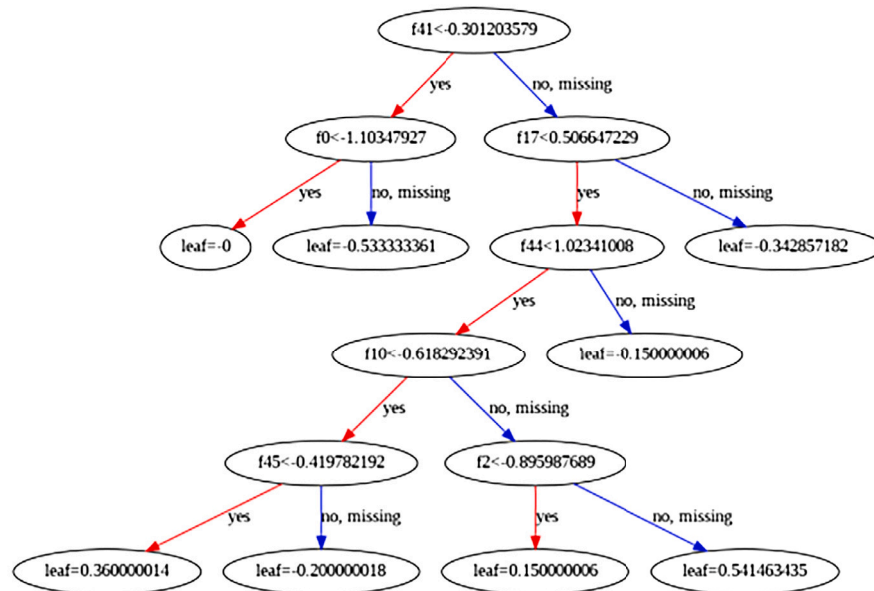 f41<-0.301203579
yes
no, missing
f0<-1.10347927
f17<0.506647229
yes
no, missing
yes
no, missing
leaf=-0
leaf=-0.533333361
f44<1.02341008
leaf=-0.342857182
yes
no, missing
f10<-0.618292391
leaf=-0.150000006
yes
no, missing
f45<-0.419782192
f2<-0.895987689
yes
no, missing
yes
no, missing
leaf=0.360000014
leaf=-0.200000018
leaf=0.150000006
leaf=0.541463435